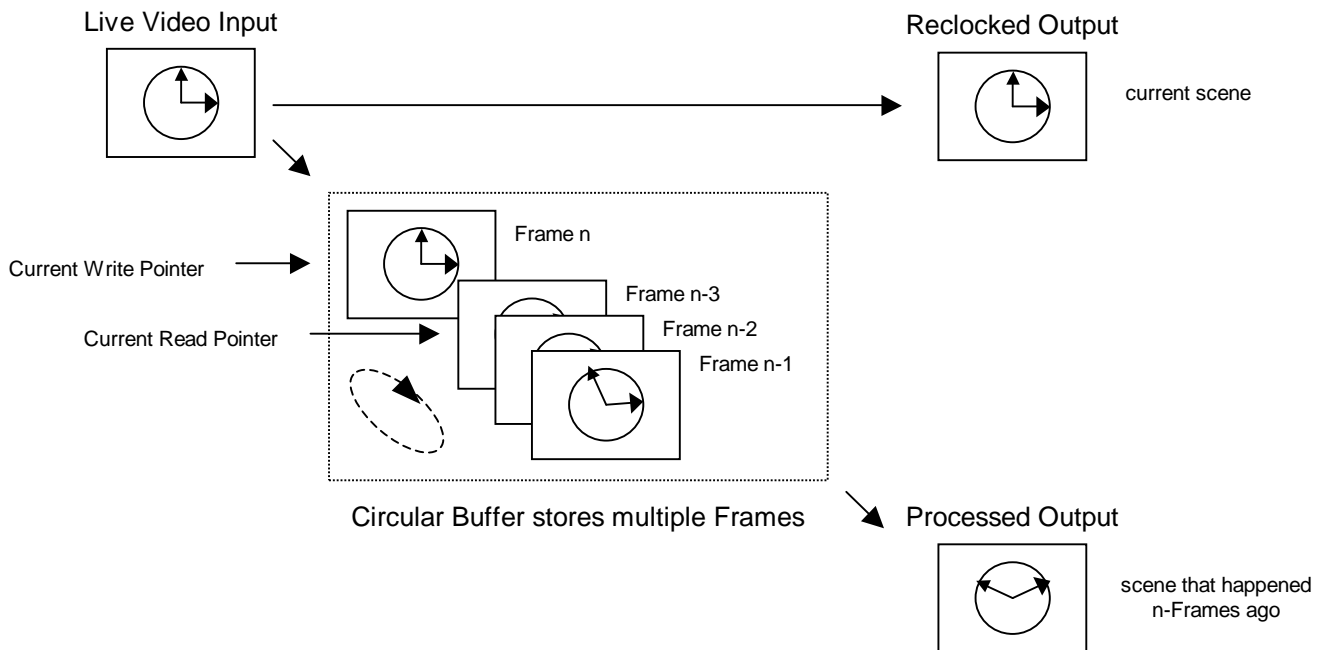 Live Video Input
Reclocked Output
current scene
Frame n
Current Write Pointer
Frame n-3
Current Read Pointer
Frame n-2
Frame n-1
Circular Buffer stores multiple Frames
Processed Output
scene that happened
n-Frames ago